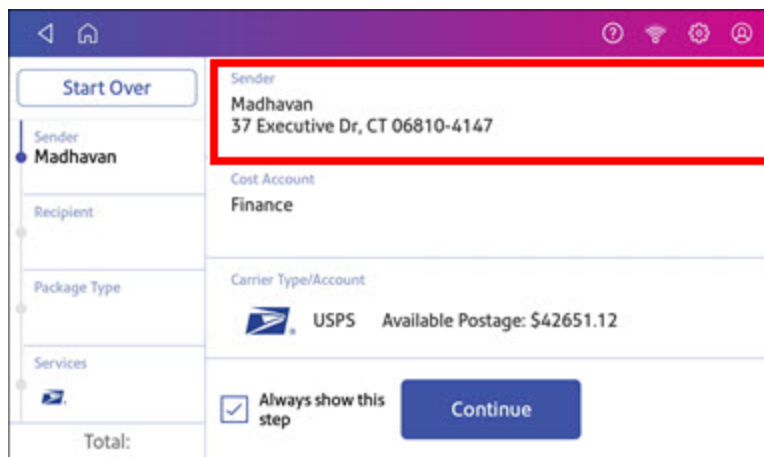 Start Over
Sender
Madhavan
Recipient
Package Type
Services
Total:
Sender
Madhavan
37 Executive Dr, CT 06810-4147
Cost Account
Finance
Carrier Type/Account
USPS Available Postage: $42651.12
Always show this
step
Continue